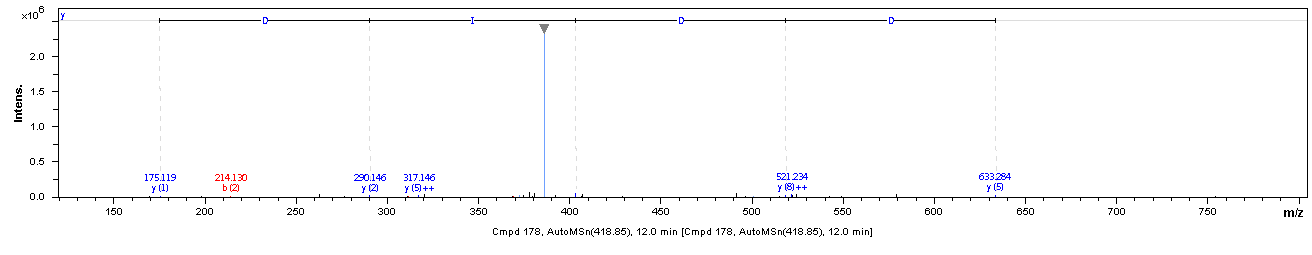 ×10⁶
y
D I D D
2.0
1.5
Intens.
1.0
0.5
175.119 214.130 290.146 317.146 521.234 633.284
y (1) b (2) y (2) y (5)++ y (8)++ y (5)
0.0
150 200 250 300 350 400 450 500 550 600 650 700 750 m/z
Cmpd 178, AutoMSn(418.85), 12.0 min [Cmpd 178, AutoMSn(418.85), 12.0 min]